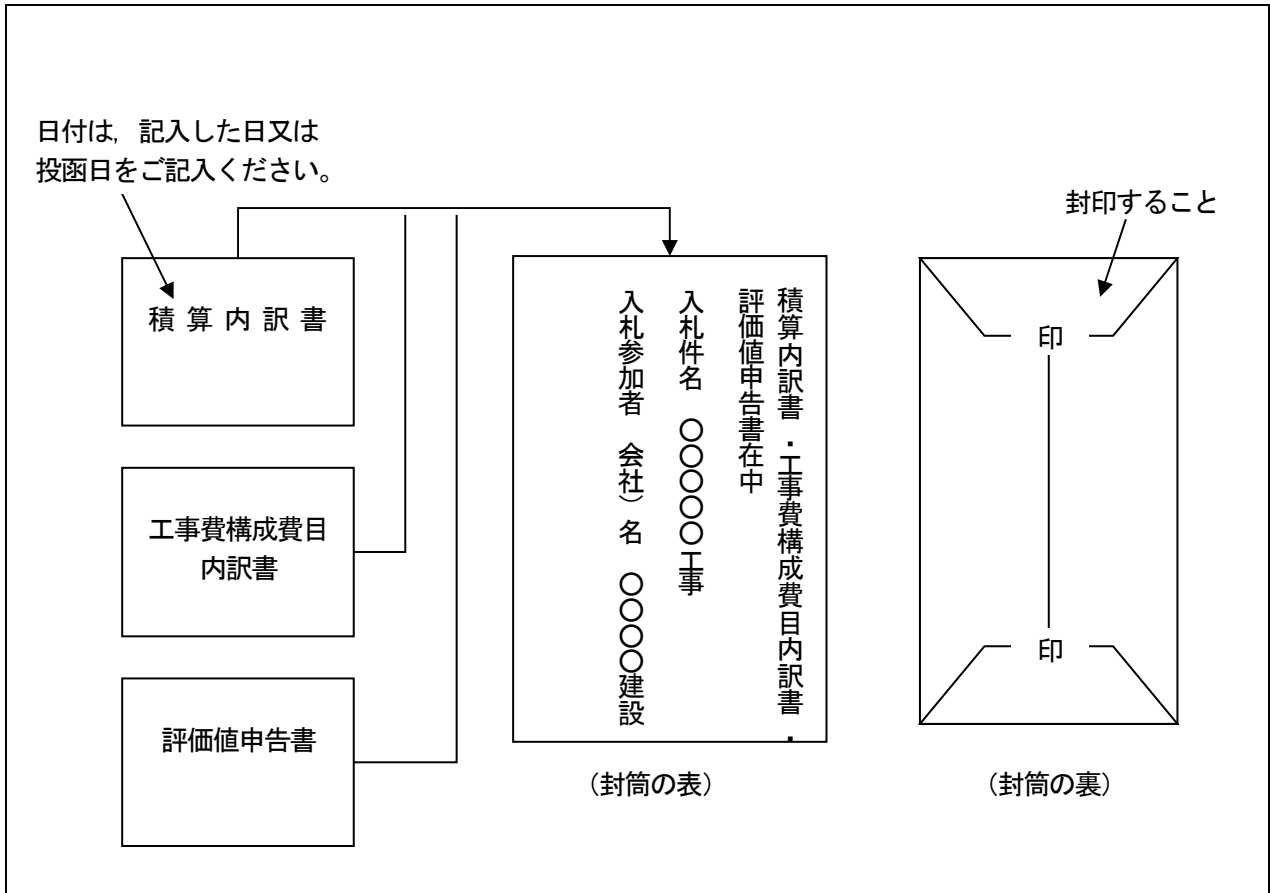 日付は，記入した日又は
投函日をご記入ください。
封印すること
積算内訳書
工事費構成費目
内訳書
評価値申告書
積算内訳書・工事費構成費目内訳書・
評価値申告書在中
入札件名　〇〇〇〇〇工事
入札参加者　会社）名　〇〇〇〇建設
印
印
（封筒の表）
（封筒の裏）